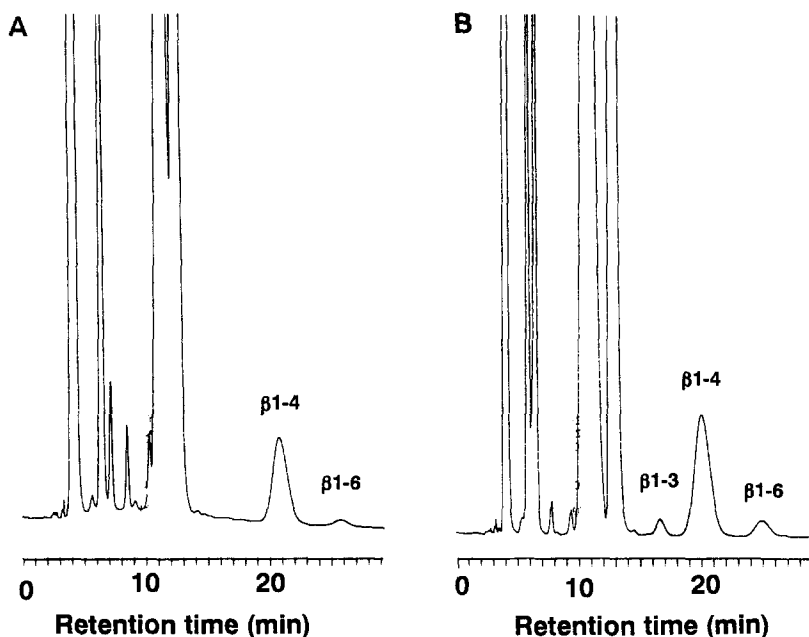 A
β1-4
β1-6
0 10 20
Retention time (min)
B
β1-4
β1-3
β1-6
0 10 20
Retention time (min)